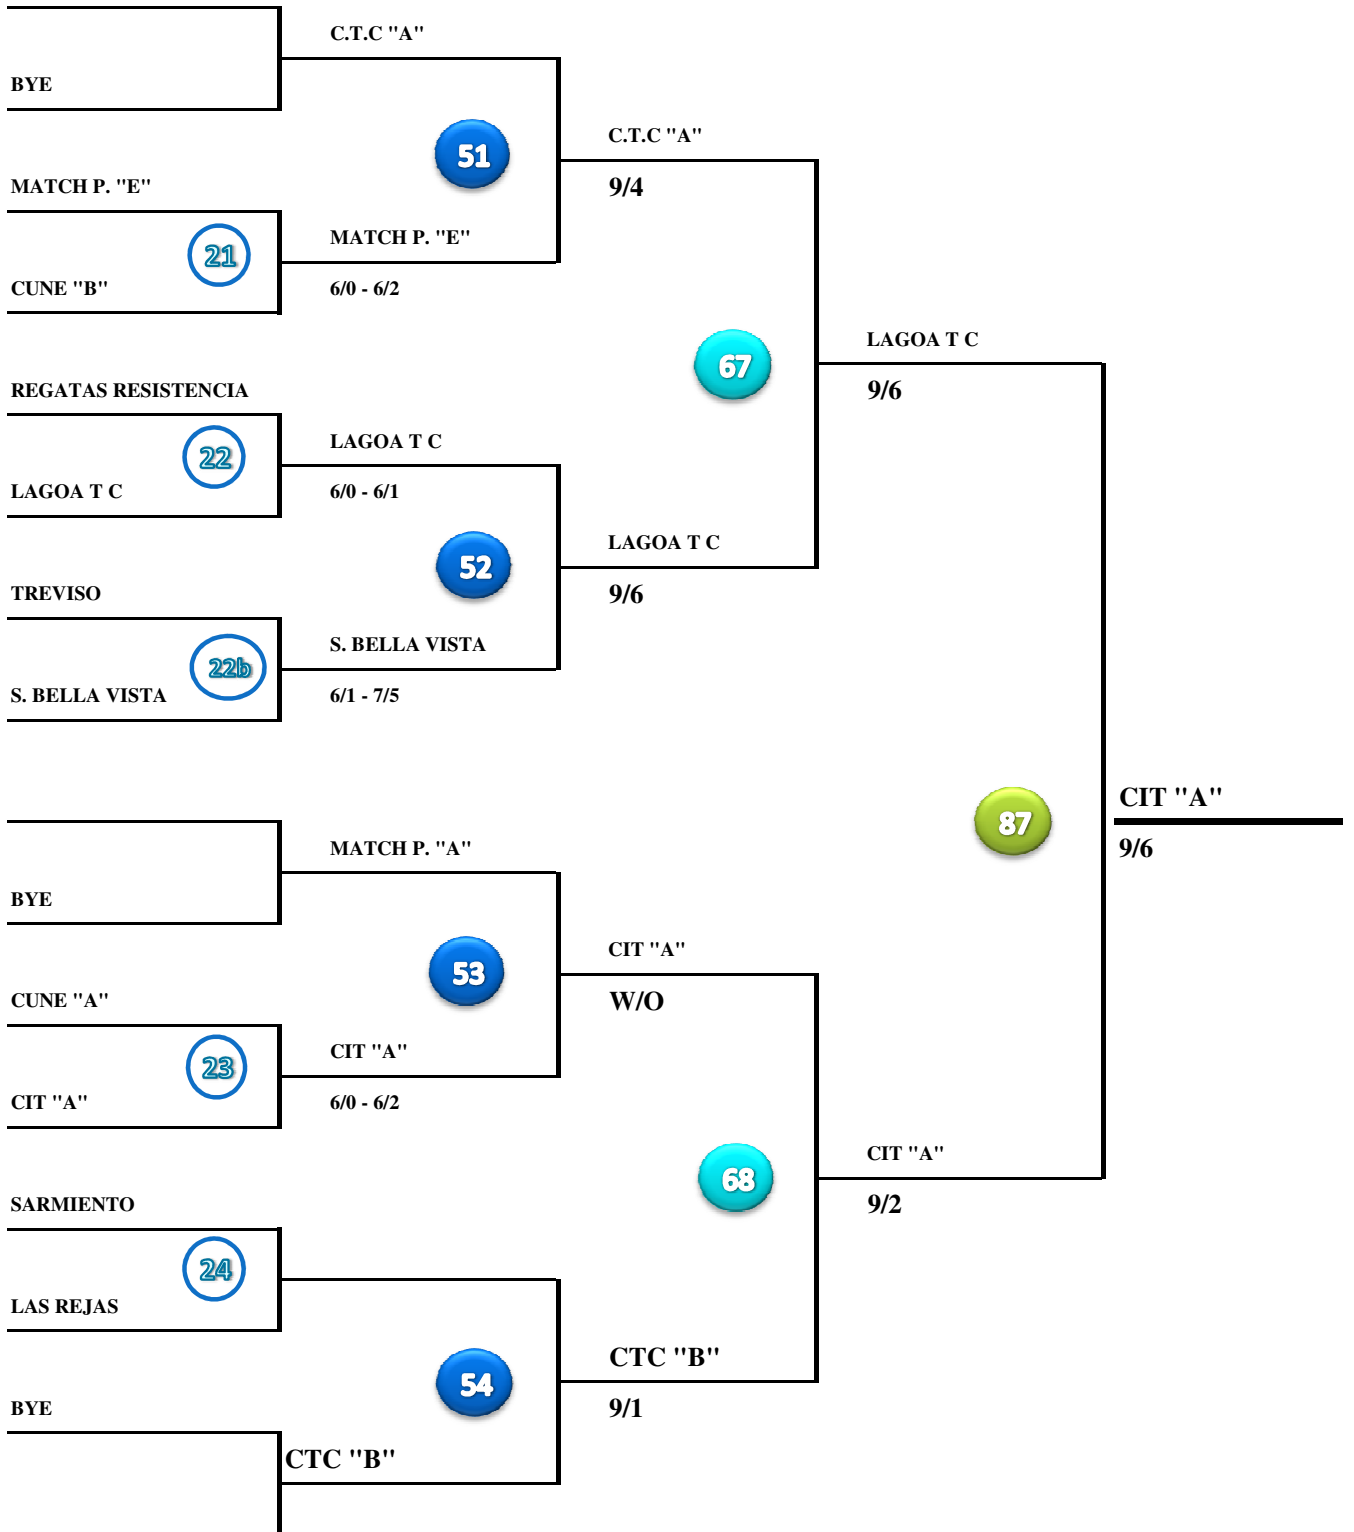 C.T.C "A"
BYE
51
C.T.C "A"
MATCH P. "E"
9/4
21
MATCH P. "E"
CUNE "B"
6/0 - 6/2
67
LAGOA T C
REGATAS RESISTENCIA
9/6
22
LAGOA T C
LAGOA T C
6/0 - 6/1
52
LAGOA T C
TREVISO
9/6
22b
S. BELLA VISTA
S. BELLA VISTA
6/1 - 7/5
87
CIT "A"
9/6
MATCH P. "A"
BYE
53
CIT "A"
CUNE "A"
W/O
23
CIT "A"
CIT "A"
6/0 - 6/2
68
CIT "A"
SARMIENTO
9/2
24
LAS REJAS
54
CTC "B"
BYE
9/1
CTC "B"